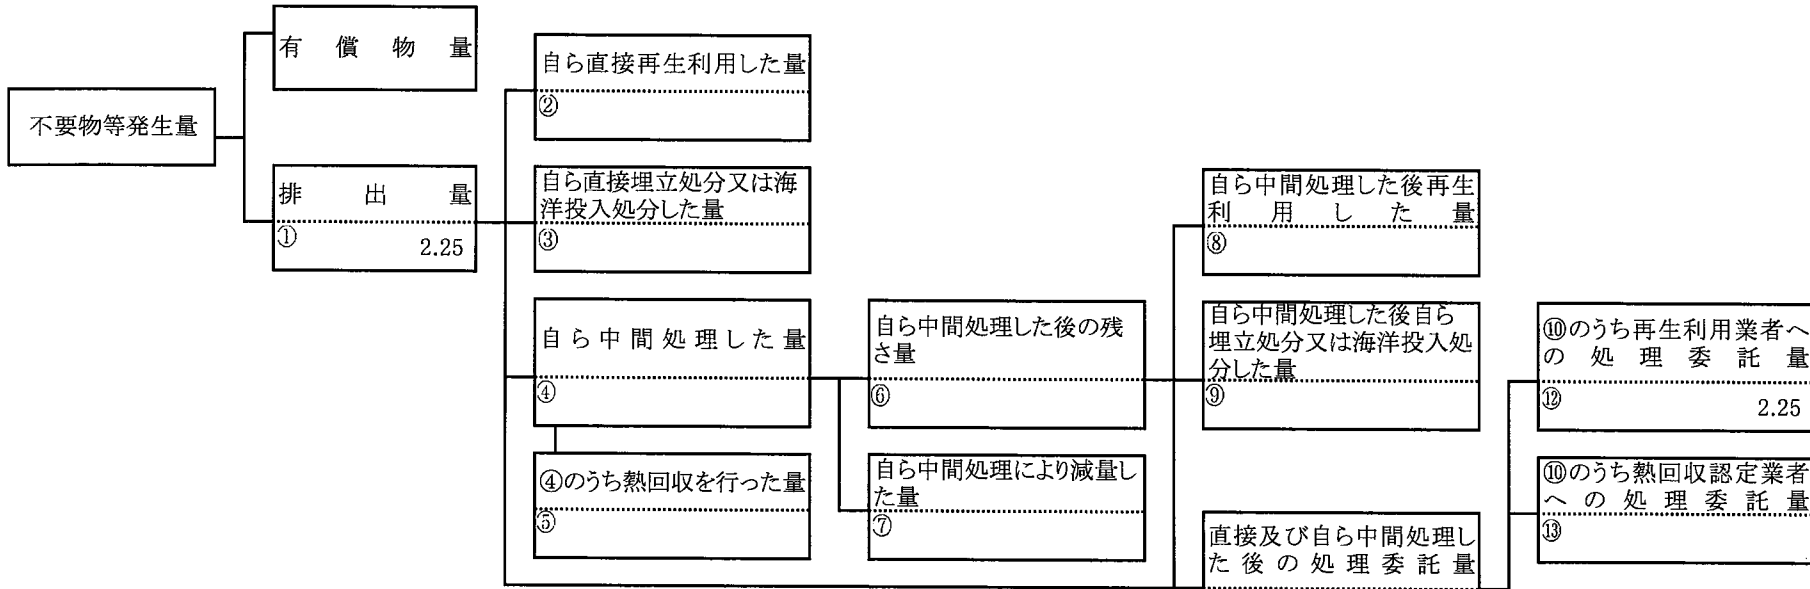 有償物量
不要物等発生量
排出量
①
2.25
自ら直接再生利用した量
②
自ら直接埋立処分又は海
洋投入処分した量
③
自ら中間処理した量
④
④のうち熱回収を行った量
⑤
自ら中間処理した後の残
さ量
⑥
自ら中間処理により減量し
た量
⑦
自ら中間処理した後再生
利用した量
⑧
自ら中間処理した後自ら
埋立処分又は海洋投入処
分した量
⑨
直接及び自ら中間処理し
た後の処理委託量
⑩のうち再生利用業者へ
の処理委託量
⑫
2.25
⑩のうち熱回収認定業者
への処理委託量
⑬